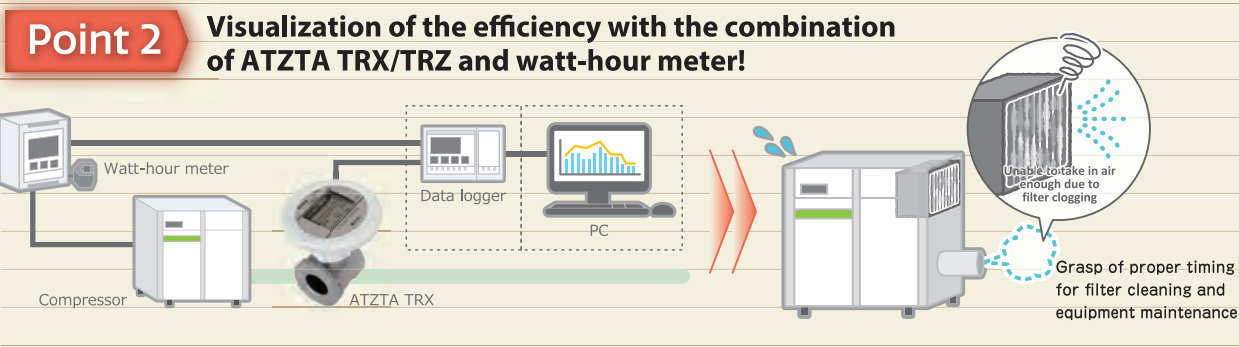 Point 2
Visualization of the efficiency with the combination
of ATZTA TRX/TRZ and watt-hour meter!
Watt-hour meter
Compressor
ATZTA TRX
Data logger
PC
Unable to take in air
enough due to
filter clogging
Grasp of proper timing
for filter cleaning and
equipment maintenance